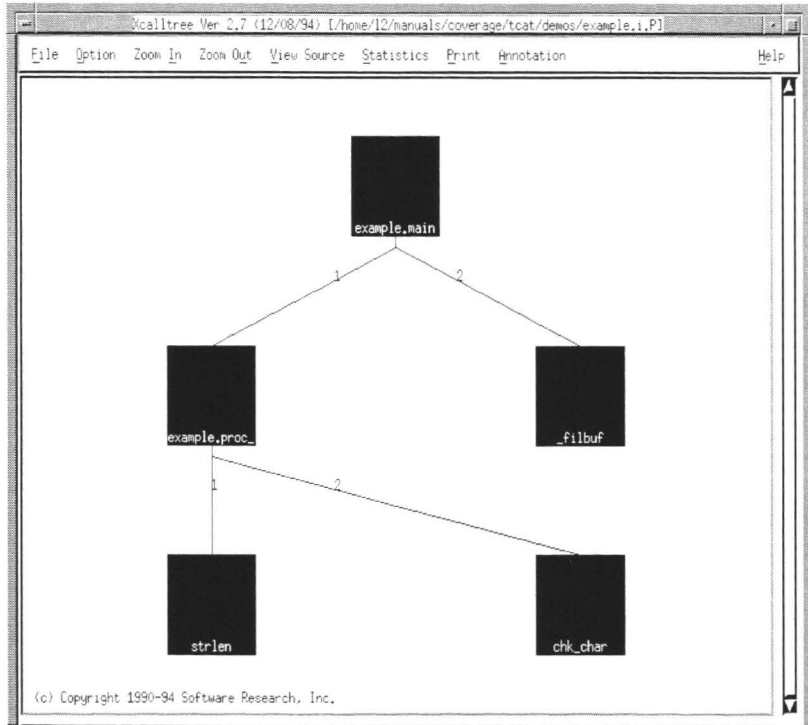 Xcalltree Ver 2.7 (12/08/94) [/home/l2/manuals/coverage/tcat/demos/example.i.P]
File Option Zoom In Zoom Out View Source Statistics Print Annotation Help
example.main
1 2
example.proc_ _filbuf
1 2
strlen chk_char
(c) Copyright 1990-94 Software Research, Inc.